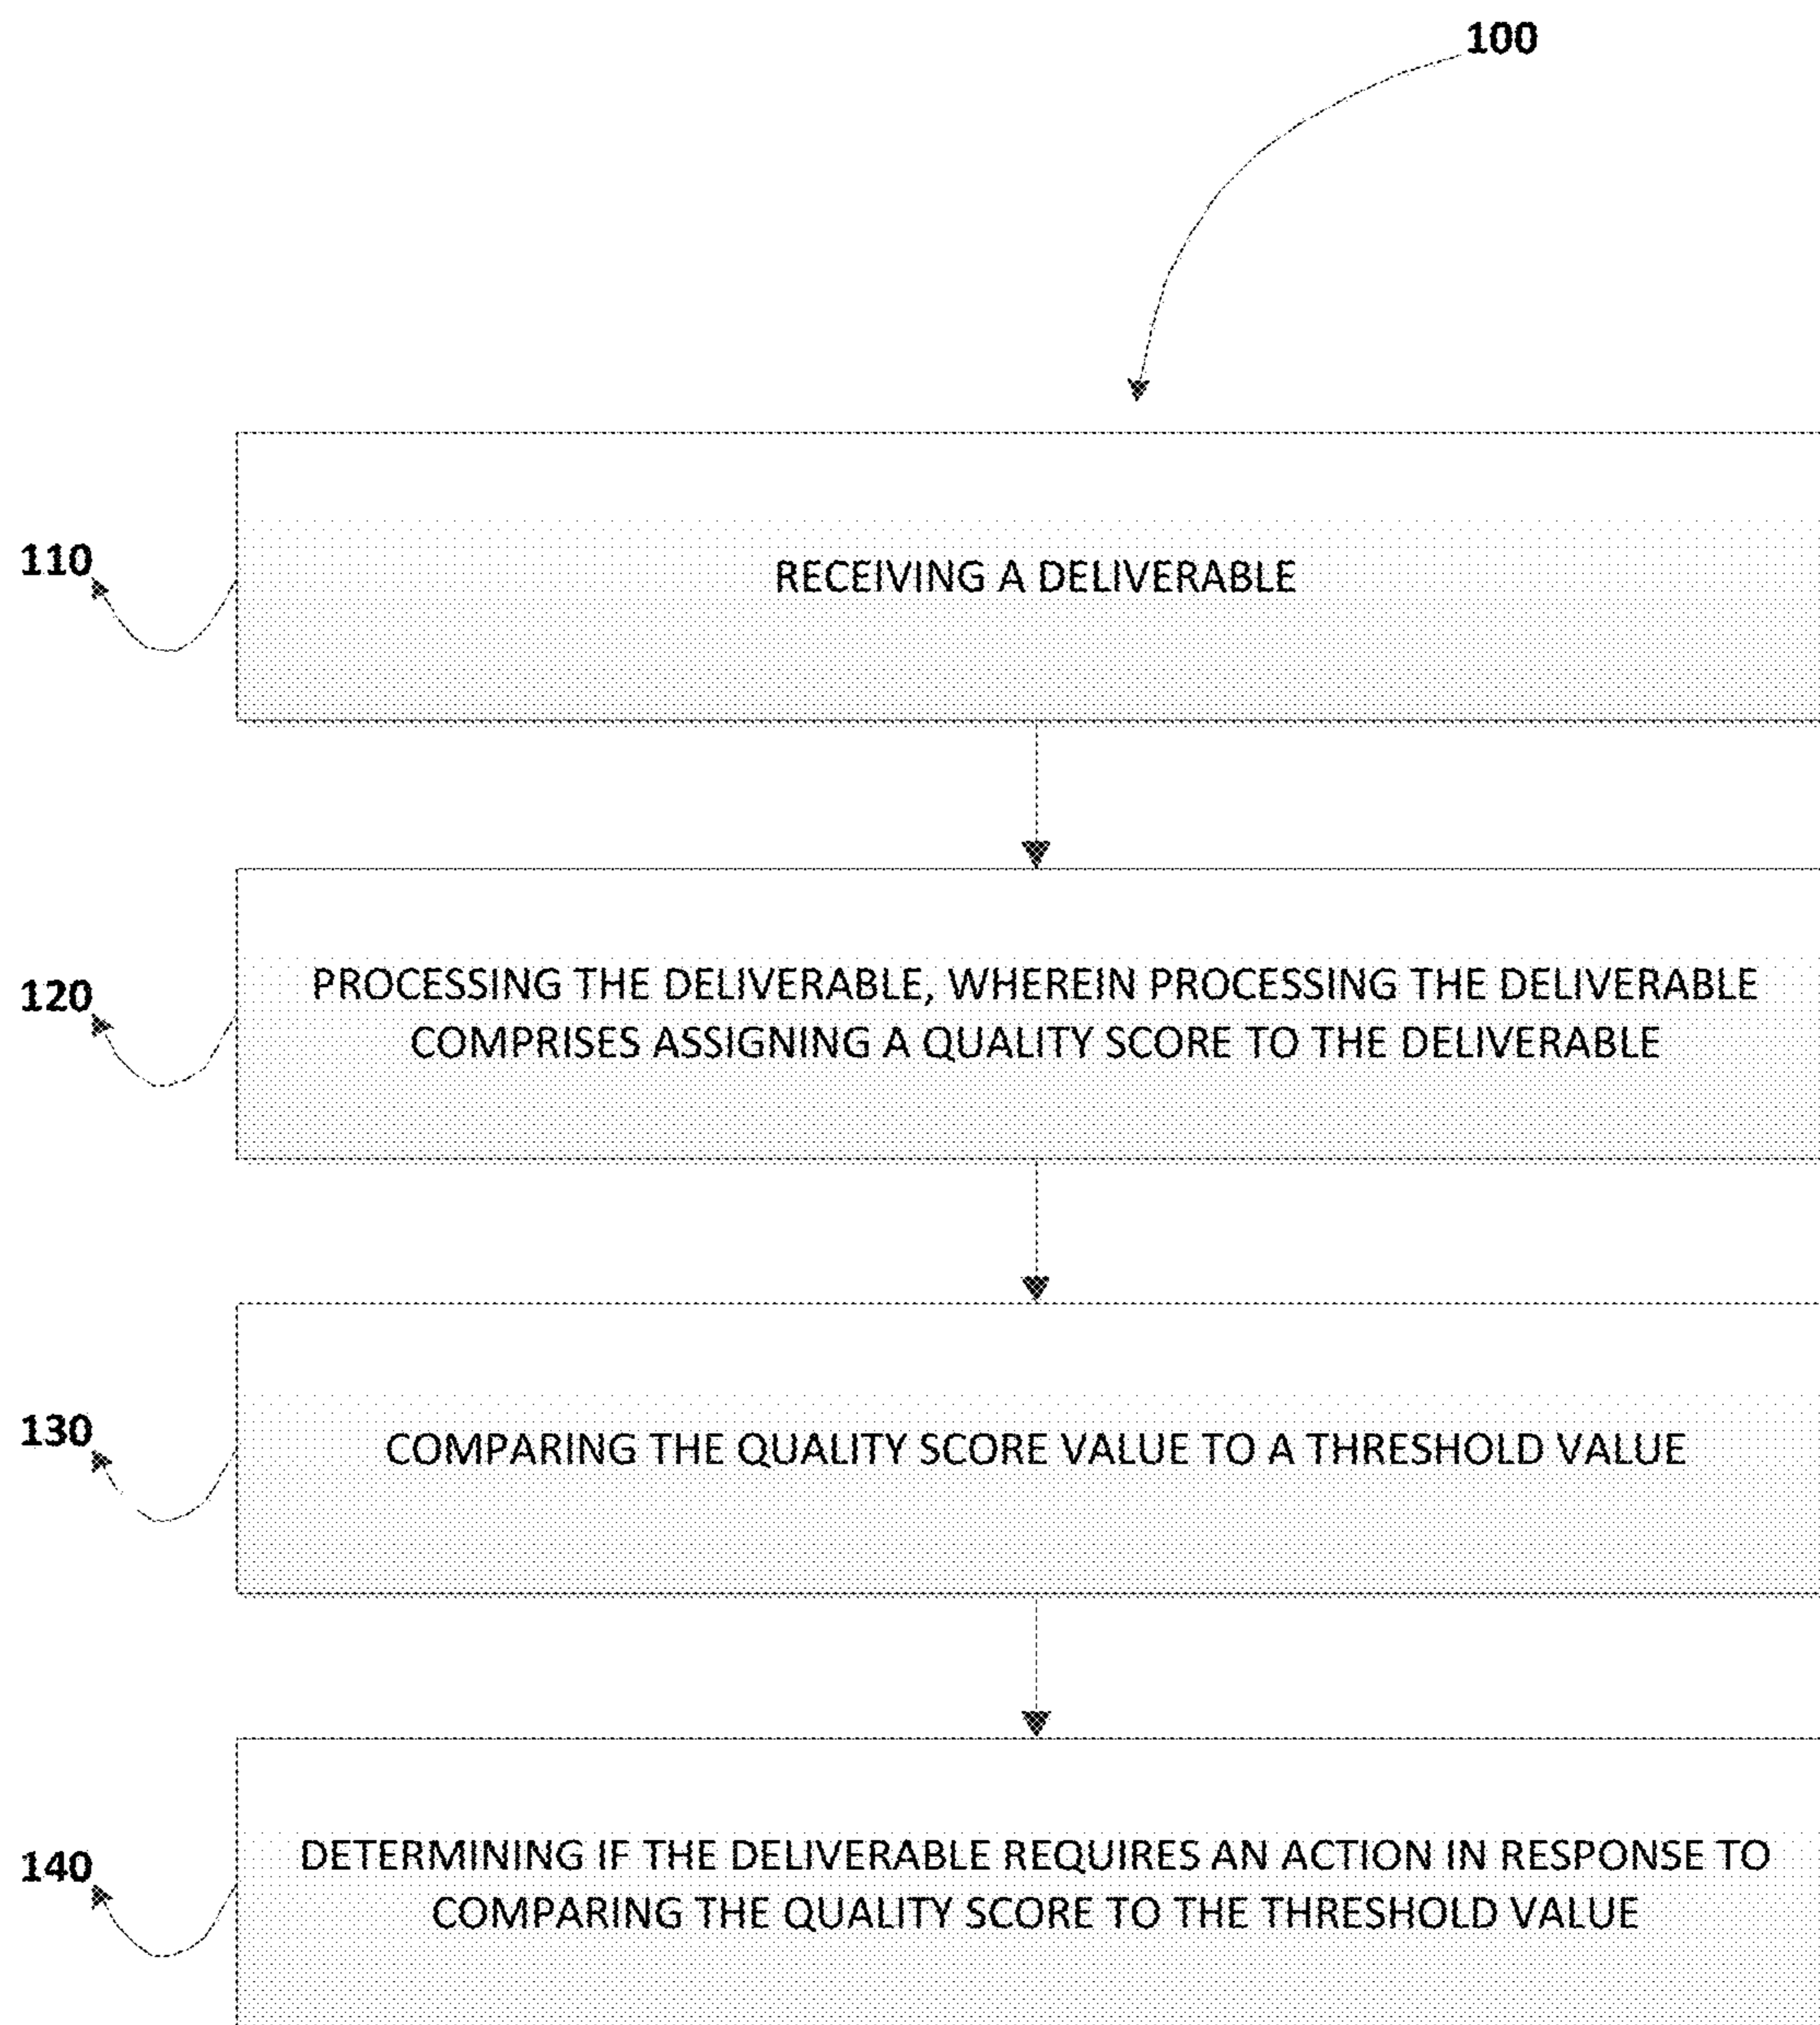 100
110
RECEIVING A DELIVERABLE
120
PROCESSING THE DELIVERABLE, WHEREIN PROCESSING THE DELIVERABLE
COMPRISES ASSIGNING A QUALITY SCORE TO THE DELIVERABLE
130
COMPARING THE QUALITY SCORE VALUE TO A THRESHOLD VALUE
140
DETERMINING IF THE DELIVERABLE REQUIRES AN ACTION IN RESPONSE TO
COMPARING THE QUALITY SCORE TO THE THRESHOLD VALUE